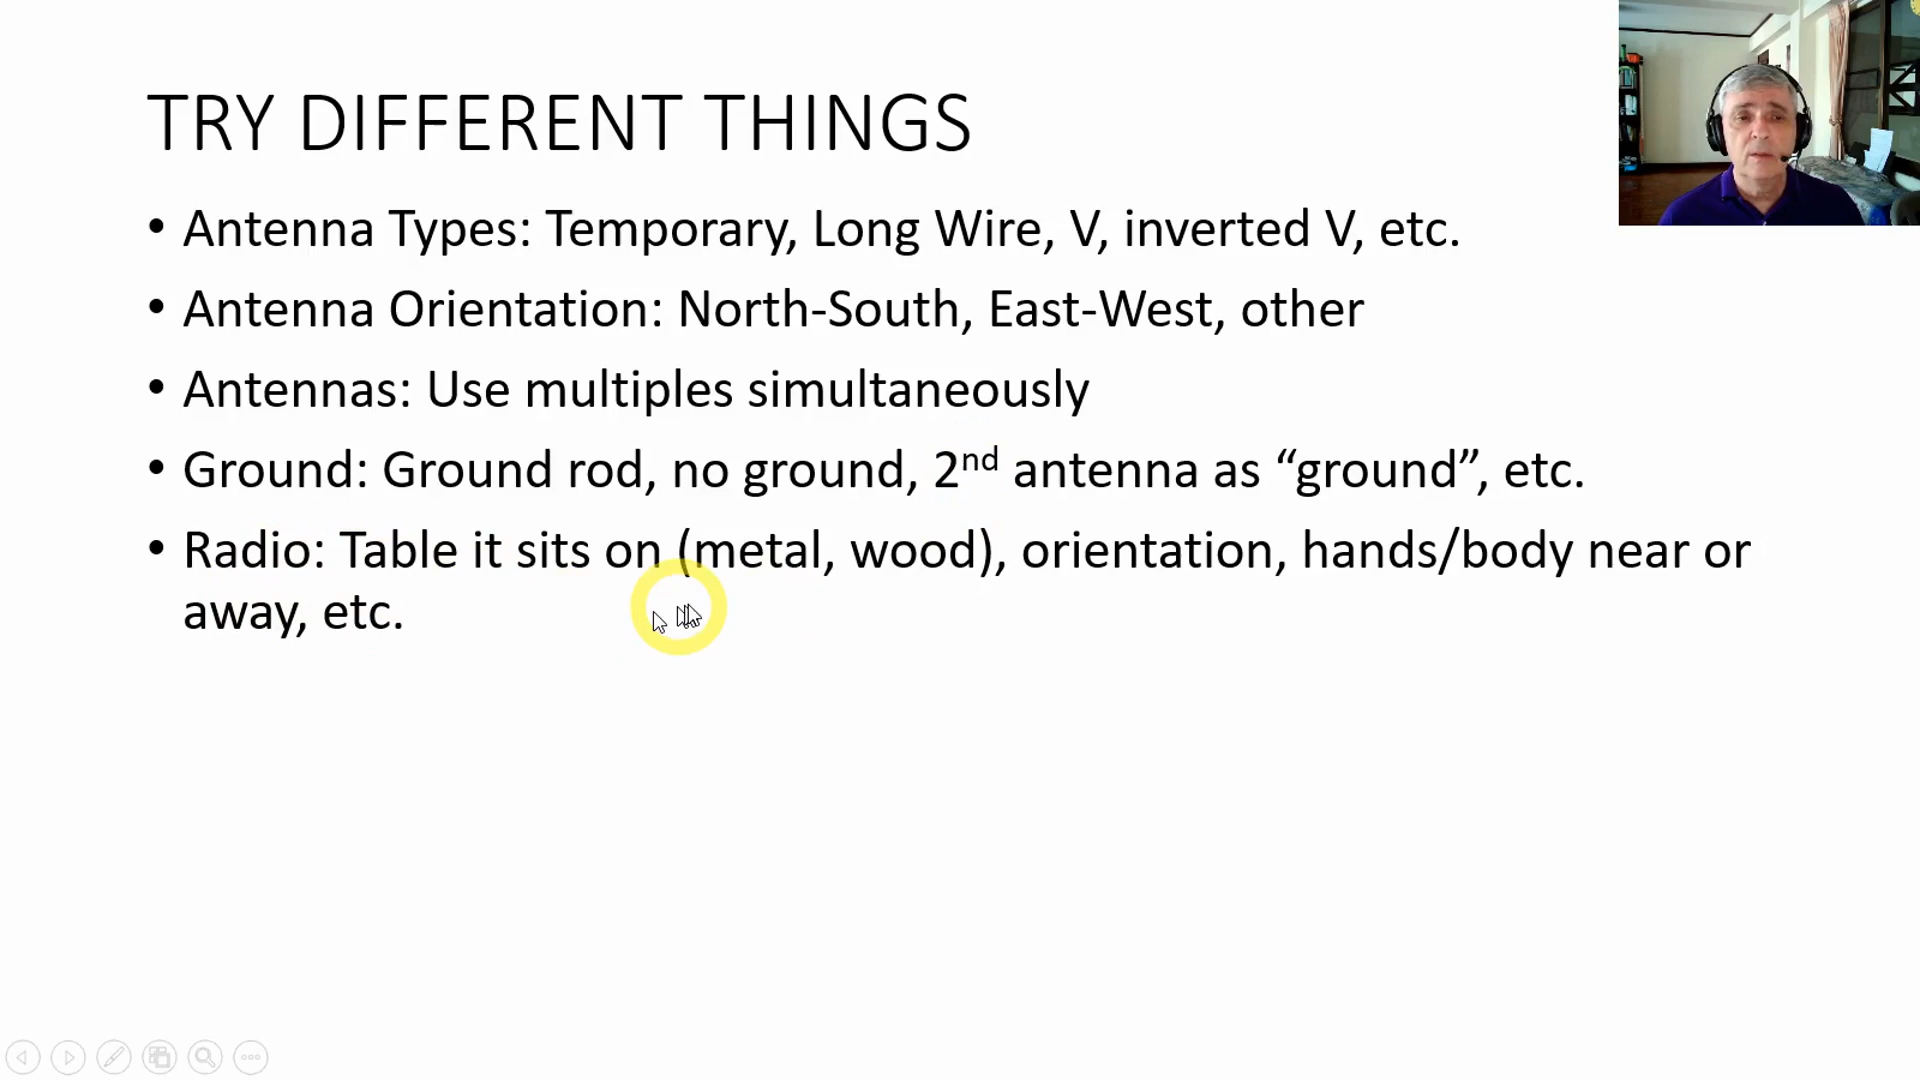 TRY DIFFERENT THINGS
• Antenna Types: Temporary, Long Wire, V, inverted V, etc.
• Antenna Orientation: North-South, East-West, other
• Antennas: Use multiples simultaneously
• Ground: Ground rod, no ground, 2nd antenna as “ground”, etc.
• Radio: Table it sits on (metal, wood), orientation, hands/body near or
away, etc.